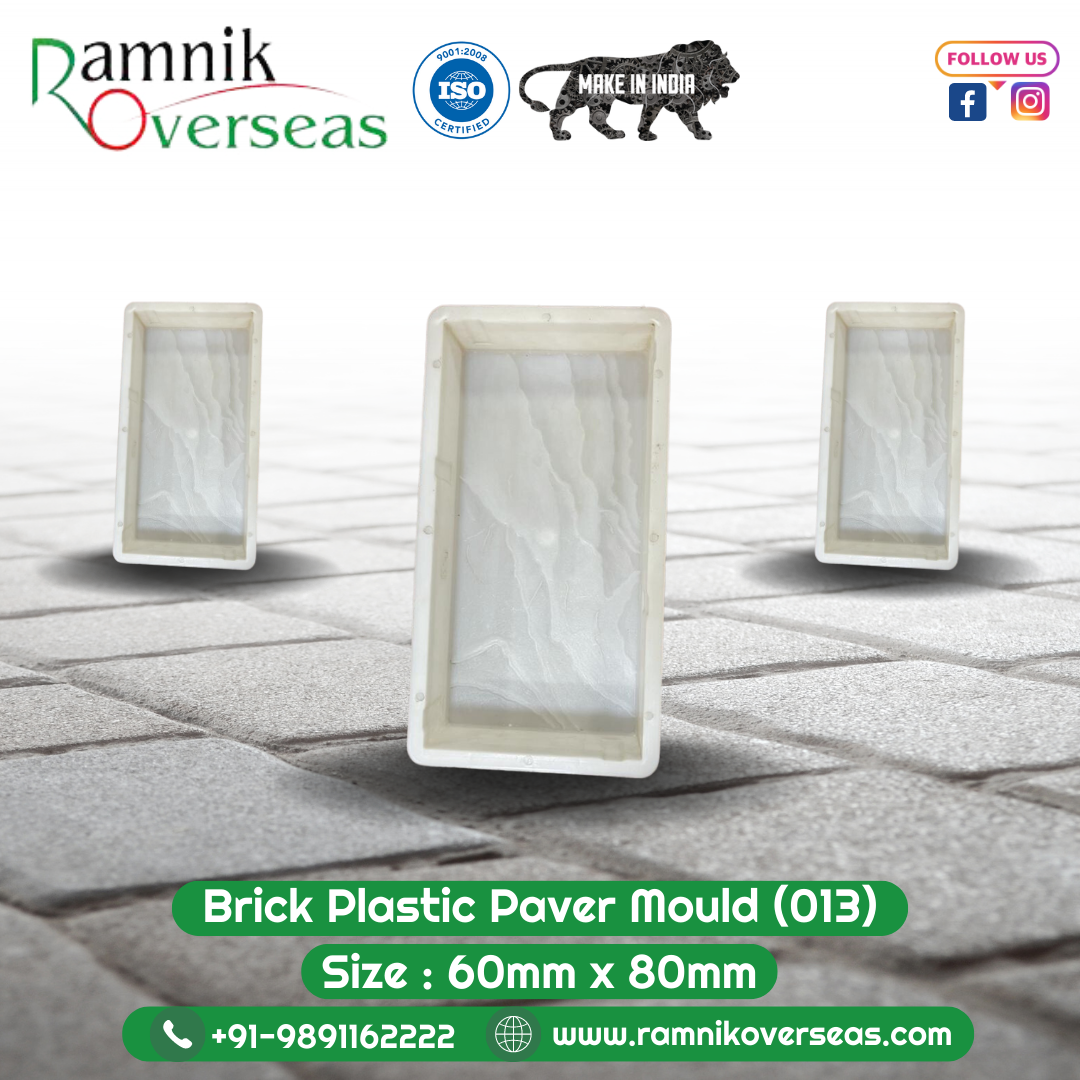 Ramnik
Overseas
9001:2008
ISO
CERTIFIED
MAKE IN INDIA
FOLLOW US
Brick Plastic Paver Mould (013)
Size : 60mm x 80mm
+91-9891162222
www.ramnikoverseas.com